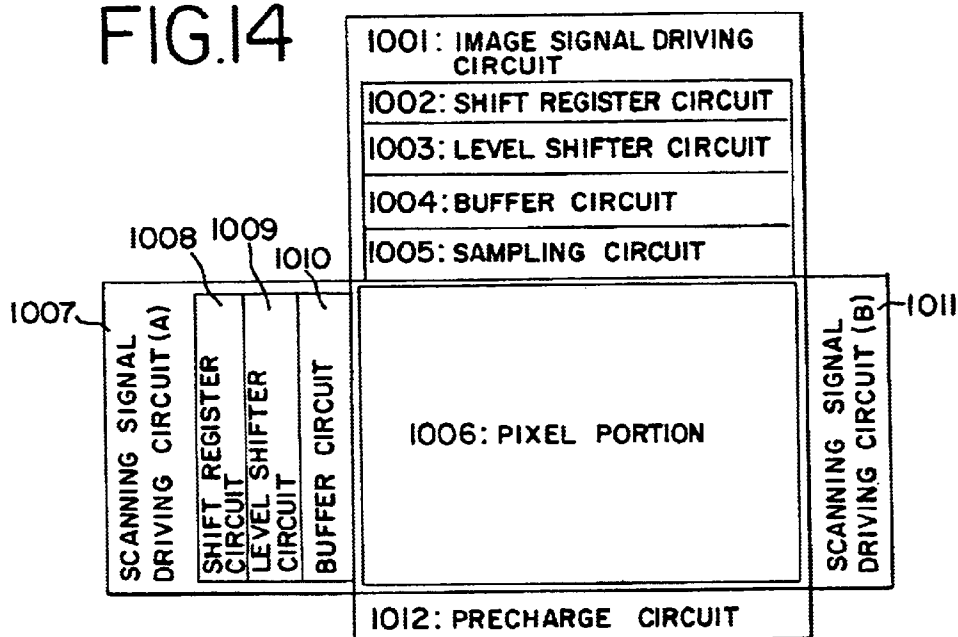 FIG.14
1001: IMAGE SIGNAL DRIVING
CIRCUIT
1002: SHIFT REGISTER CIRCUIT
1003: LEVEL SHIFTER CIRCUIT
1004: BUFFER CIRCUIT
1005: SAMPLING CIRCUIT
1008
1009
1010
1007
SCANNING SIGNAL
DRIVING CIRCUIT (A)
SHIFT REGISTER
CIRCUIT
LEVEL SHIFTER
CIRCUIT
BUFFER CIRCUIT
1006: PIXEL PORTION
SCANNING SIGNAL
DRIVING CIRCUIT (B)
1011
1012: PRECHARGE CIRCUIT